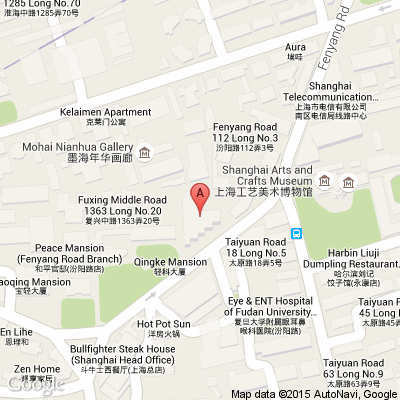 1285 Long No.70
淮海中路1285弄70号
Fenyang Rd
Aura
埃哇
Shanghai
Telecommunication...
上海市电信有限公司
南区电信局线路中心
Kelaimen Apartment
克莱门公寓
Fenyang Road
112 Long No.3
汾阳路112弄3号
Mohai Nianhua Gallery
墨海年华画廊
Shanghai Arts and
Crafts Museum
上海工艺美术博物馆
A
Fuxing Middle Road
1363 Long No.20
复兴中路1363弄20号
Peace Mansion
(Fenyang Road Branch)
和平官邸(汾阳路店)
Qingke Mansion
轻科大厦
Taiyuan Road
18 Long No.5
太原路18弄5号
Harbin Liuji
Dumpling Restaurant...
哈尔滨刘记
饺子馆(永康店)
aoqing Mansion
宝轻大厦
Eye & ENT Hospital
of Fudan University...
复旦大学附属眼耳鼻
喉科医院(汾阳路)
Taiyuan Road
45 Long
太原路45弄
En Lihe
恩理和
Hot Pot Sun
洋房火锅
Bullfighter Steak House
(Shanghai Head Office)
斗牛士西餐厅(上海总店)
Zen Home
Taiyuan Road
63 Long No.9
太原路63弄9号
Google
Map data ©2015 AutoNavi